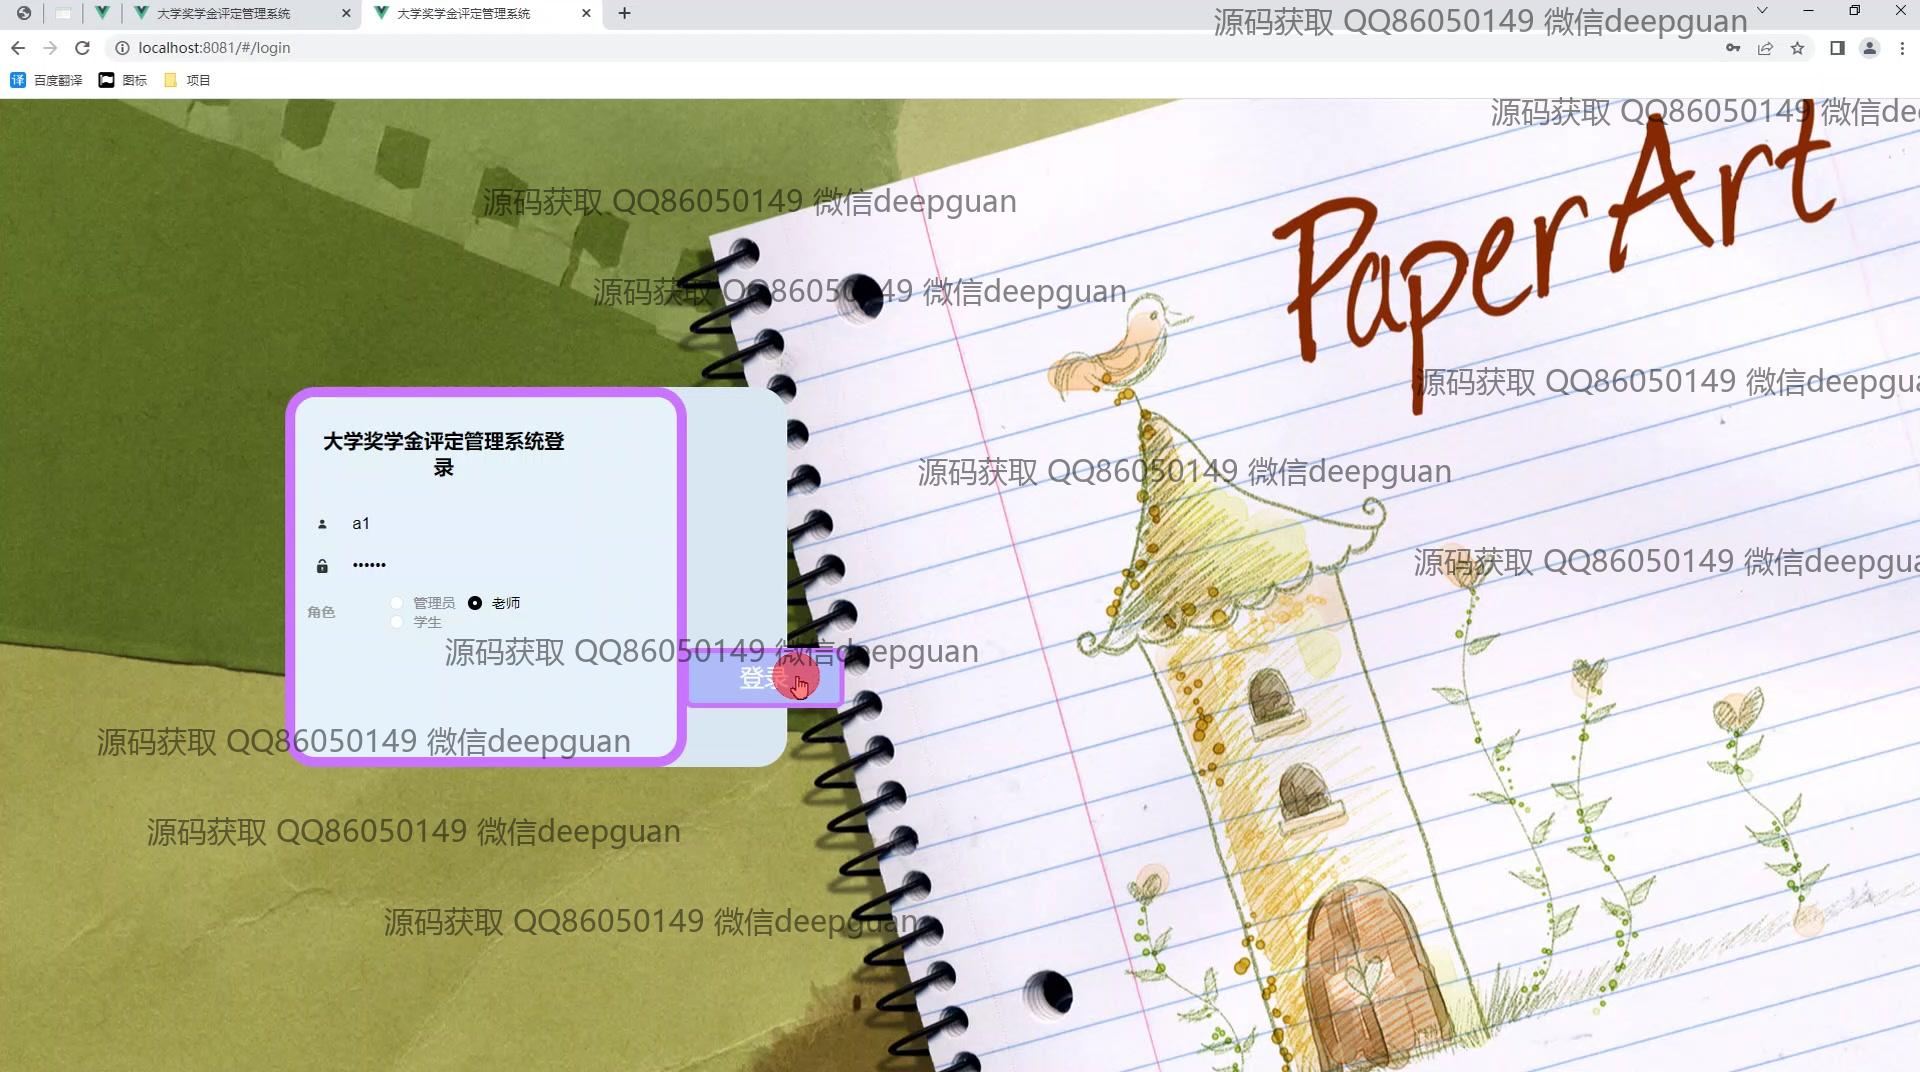 大学奖学金评定管理系统
大学奖学金评定管理系统
源码获取 QQ86050149 微信deepguan
localhost:8081/#/login
译 百度翻译 图标 项目
源码获取 QQ86050149 微信de
PaperArt
源码获取 QQ86050149 微信deepguan
源码获取 QQ86050149 微信deepguan
源码获取 QQ86050149 微信deepgua
大学奖学金评定管理系统登
录
源码获取 QQ86050149 微信deepguan
a1
••••••
源码获取 QQ86050149 微信deepgua
角色 管理员 老师
学生
源码获取 QQ86050149 微信deepguan
登录
源码获取 QQ86050149 微信deepguan
源码获取 QQ86050149 微信deepguan
源码获取 QQ86050149 微信deepguan